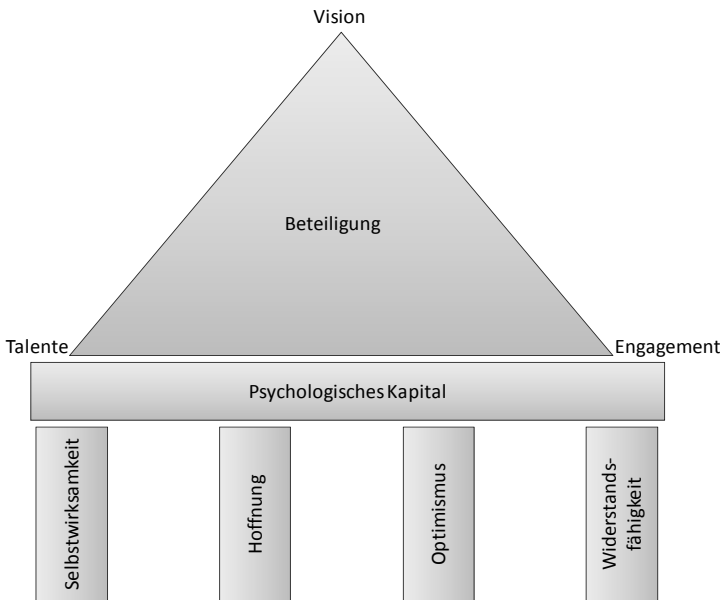 Vision
Beteiligung
Talente
Engagement
Psychologisches Kapital
Selbstwirksamkeit
Hoffnung
Optimismus
Widerstands-
fähigkeit